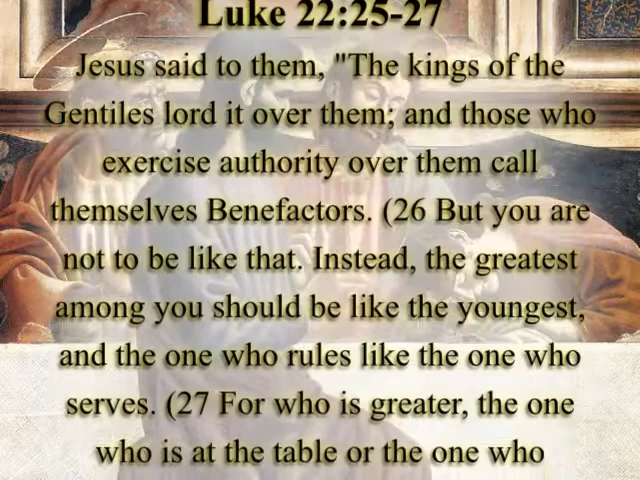 Luke 22:25-27
Jesus said to them, "The kings of the
Gentiles lord it over them; and those who
exercise authority over them call
themselves Benefactors. (26 But you are
not to be like that. Instead, the greatest
among you should be like the youngest,
and the one who rules like the one who
serves. (27 For who is greater, the one
who is at the table or the one who